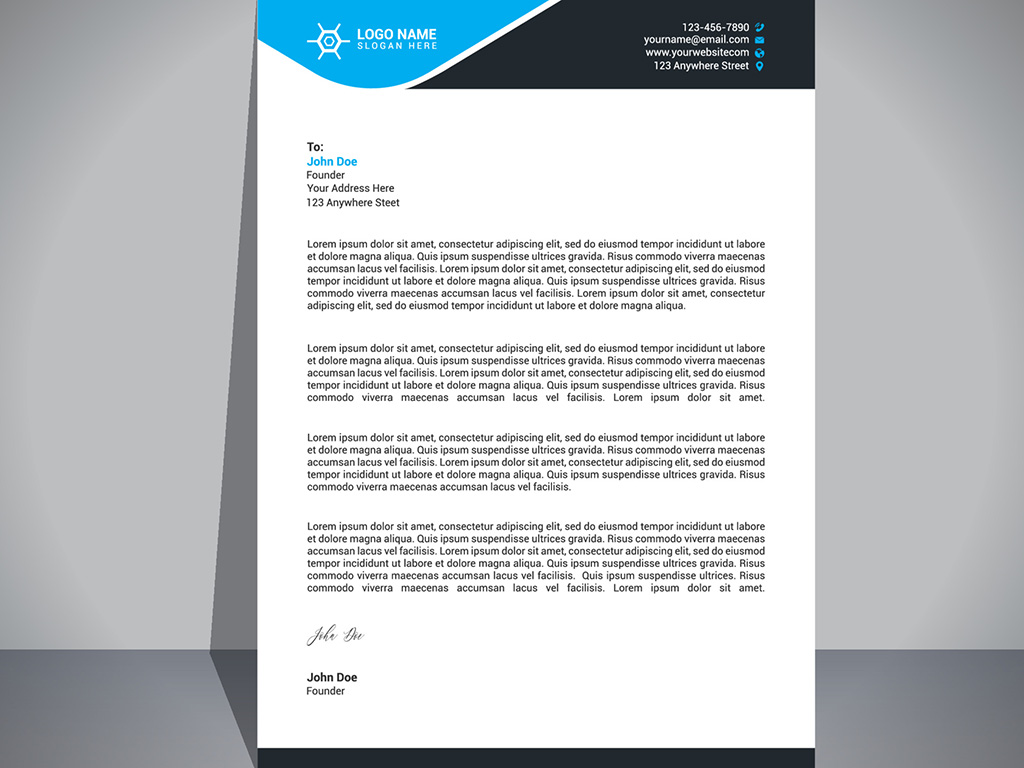 LOGO NAME
SLOGAN HERE
123-456-7890
yourname@email.com
www.yourwebsitecom
123 Anywhere Street
To:
John Doe
Founder
Your Address Here
123 Anywhere Steet
Lorem ipsum dolor sit amet, consectetur adipiscing elit, sed do eiusmod tempor incididunt ut labore
et dolore magna aliqua. Quis ipsum suspendisse ultrices gravida. Risus commodo viverra maecenas
accumsan lacus vel facilisis. Lorem ipsum dolor sit amet, consectetur adipiscing elit, sed do eiusmod
tempor incididunt ut labore et dolore magna aliqua. Quis ipsum suspendisse ultrices gravida. Risus
commodo viverra maecenas accumsan lacus vel facilisis. Lorem ipsum dolor sit amet, consectetur
adipiscing elit, sed do eiusmod tempor incididunt ut labore et dolore magna aliqua.
Lorem ipsum dolor sit amet, consectetur adipiscing elit, sed do eiusmod tempor incididunt ut labore
et dolore magna aliqua. Quis ipsum suspendisse ultrices gravida. Risus commodo viverra maecenas
accumsan lacus vel facilisis. Lorem ipsum dolor sit amet, consectetur adipiscing elit, sed do eiusmod
tempor incididunt ut labore et dolore magna aliqua. Quis ipsum suspendisse ultrices gravida. Risus
commodo viverra maecenas accumsan lacus vel facilisis. Lorem ipsum dolor sit amet.
Lorem ipsum dolor sit amet, consectetur adipiscing elit, sed do eiusmod tempor incididunt ut labore
et dolore magna aliqua. Quis ipsum suspendisse ultrices gravida. Risus commodo viverra maecenas
accumsan lacus vel facilisis. Lorem ipsum dolor sit amet, consectetur adipiscing elit, sed do eiusmod
tempor incididunt ut labore et dolore magna aliqua. Quis ipsum suspendisse ultrices gravida. Risus
commodo viverra maecenas accumsan lacus vel facilisis.
Lorem ipsum dolor sit amet, consectetur adipiscing elit, sed do eiusmod tempor incididunt ut labore
et dolore magna aliqua. Quis ipsum suspendisse ultrices gravida. Risus commodo viverra maecenas
accumsan lacus vel facilisis. Lorem ipsum dolor sit amet, consectetur adipiscing elit, sed do eiusmod
tempor incididunt ut labore et dolore magna aliqua. Quis ipsum suspendisse ultrices gravida. Risus
commodo viverra maecenas accumsan lacus vel facilisis. Quis ipsum suspendisse ultrices. Risus
commodo viverra maecenas accumsan lacus vel facilisis. Lorem ipsum dolor sit amet.
John Doe
John Doe
Founder